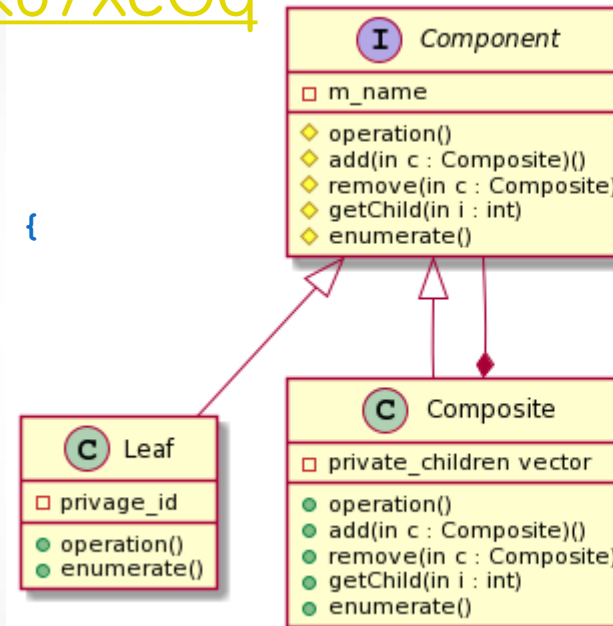 I Component
m_name
operation()
add(in c : Composite)()
remove(in c : Composite)
getChild(in i : int)
enumerate()
{
C Leaf
privage_id
operation()
enumerate()
C Composite
private_children vector
operation()
add(in c : Composite)()
remove(in c : Composite)
getChild(in i : int)
enumerate()